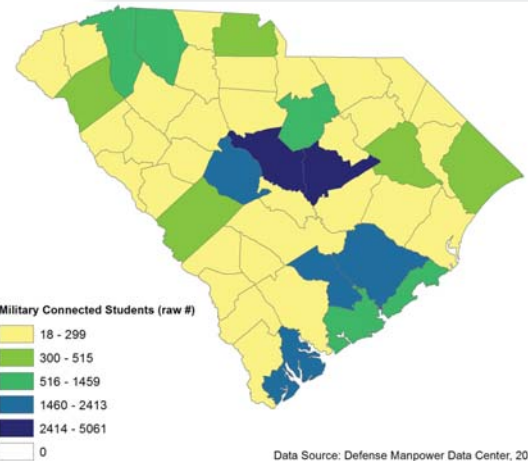 Military Connected Students (raw #)
18 - 299
300 - 515
516 - 1459
1460 - 2413
2414 - 5061
0
Data Source: Defense Manpower Data Center, 20